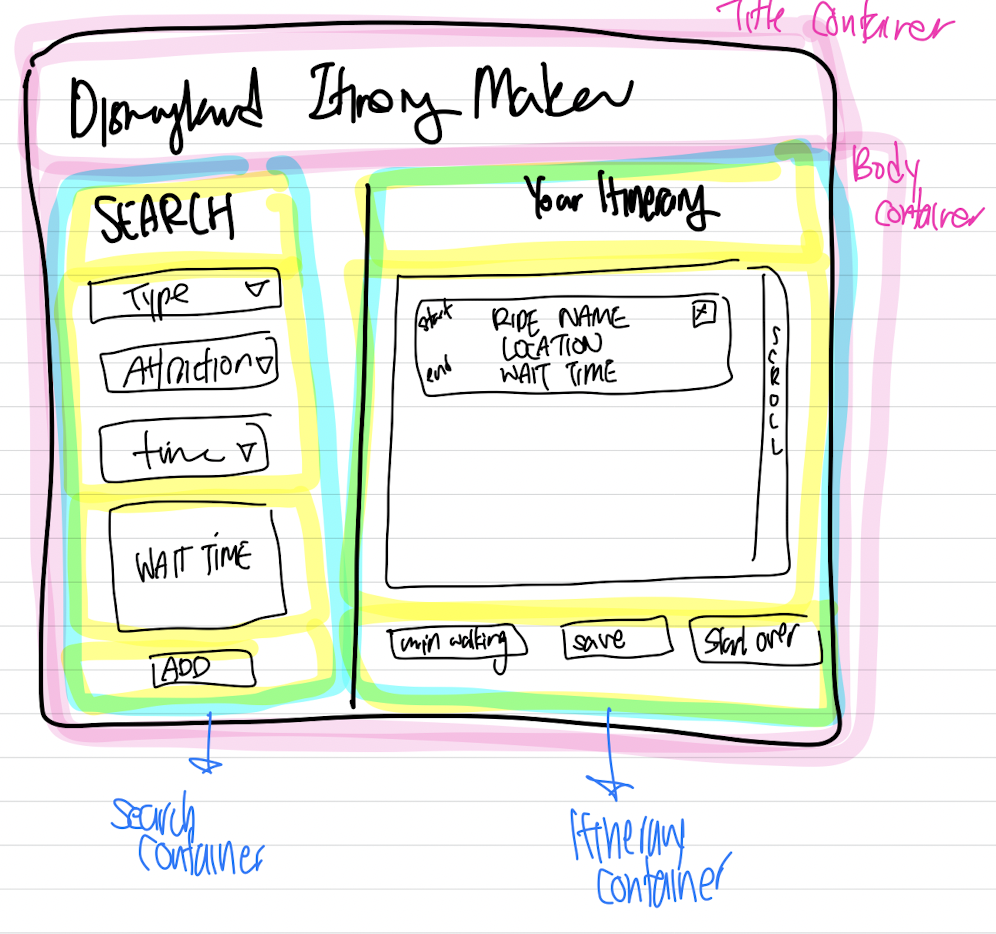 Title Container
Disneyland Itinrary Maker
Body
container
SEARCH
Your Itinerary
Type
Attraction
time
WAIT TIME
ADD
start
RIDE NAME
x
LOCATION
end
WAIT TIME
SCROLL
min walking
save
Start over
Search
Container
Itinerary
Container